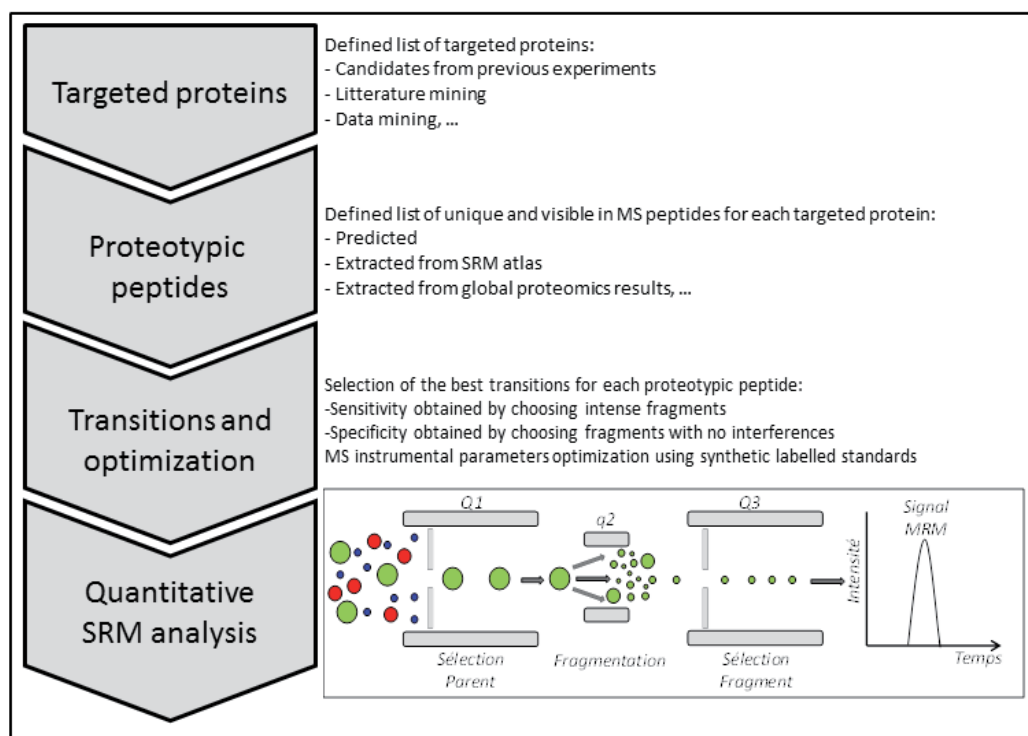 Targeted proteins
Defined list of targeted proteins:
- Candidates from previous experiments
- Litterature mining
- Data mining, ...
Proteotypic
peptides
Defined list of unique and visible in MS peptides for each targeted protein:
- Predicted
- Extracted from SRM atlas
- Extracted from global proteomics results, ...
Transitions and
optimization
Selection of the best transitions for each proteotypic peptide:
-Sensitivity obtained by choosing intense fragments
-Specificity obtained by choosing fragments with no interferences
MS instrumental parameters optimization using synthetic labelled standards
Quantitative
SRM analysis
Q1
q2
Q3
Signal
MRM
Intensité
Temps
Sélection
Parent
Fragmentation
Sélection
Fragment